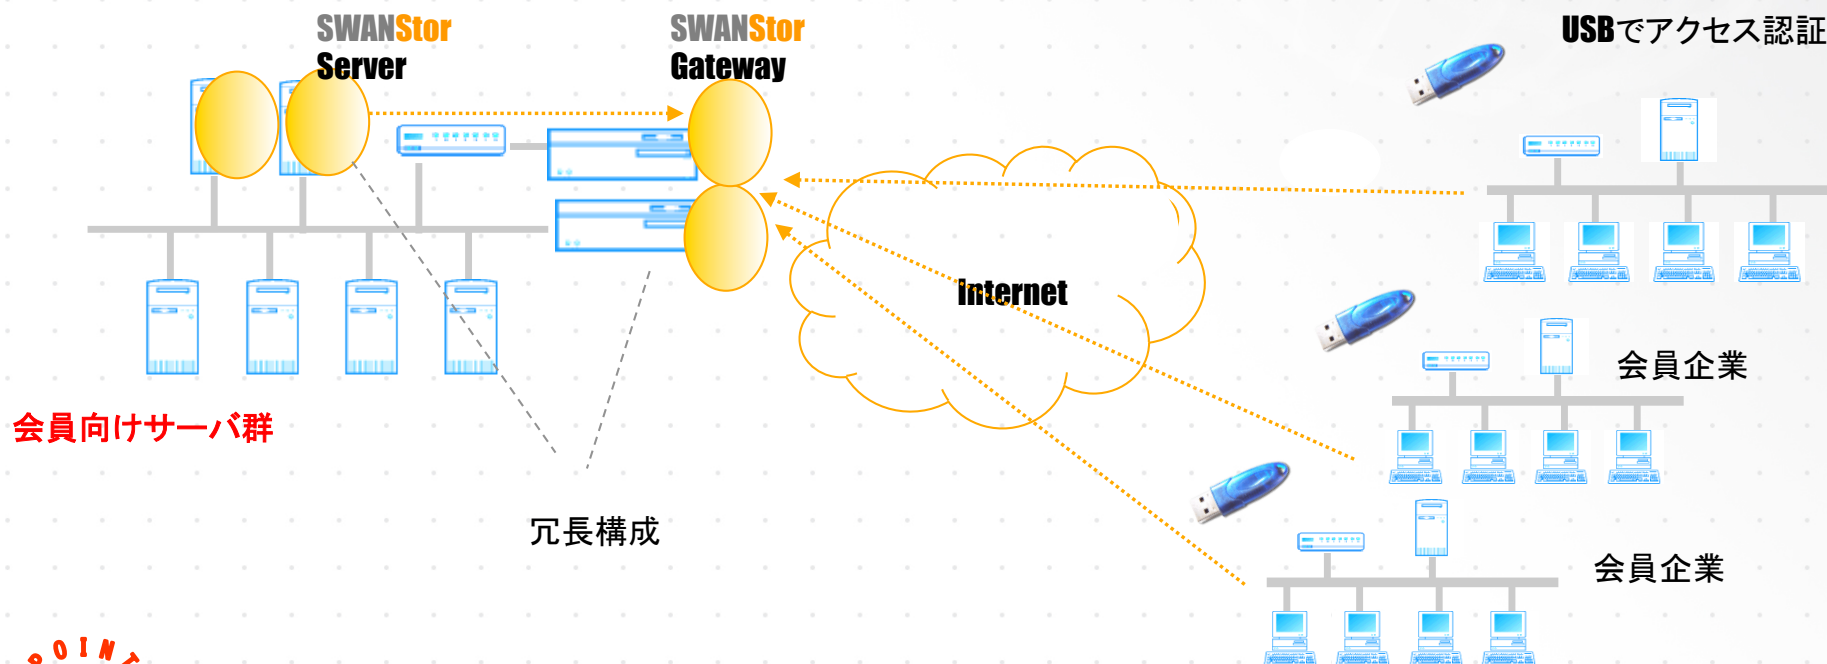 SWANStor
Server
SWANStor
Gateway
USBでアクセス認証
Internet
会員企業
会員向けサーバ群
冗長構成
会員企業
POINT